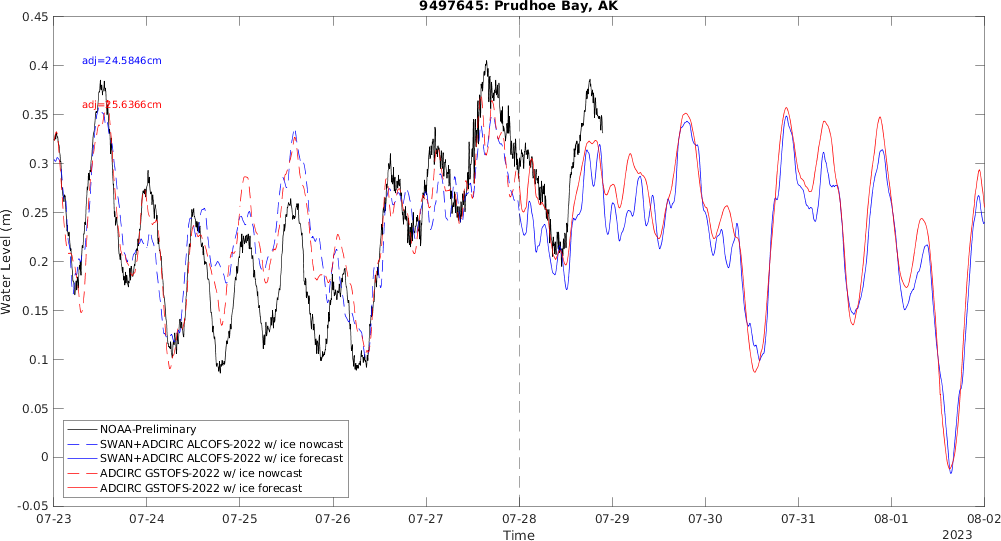 9497645: Prudhoe Bay, AK
0.45
0.4
0.35
0.3
0.25
0.2
0.15
0.1
0.05
0
-0.05
Water Level (m)
adj=24.5846cm
adj=25.6366cm
NOAA-Preliminary
SWAN+ADCIRC ALCOFS-2022 w/ ice nowcast
SWAN+ADCIRC ALCOFS-2022 w/ ice forecast
ADCIRC GSTOFS-2022 w/ ice nowcast
ADCIRC GSTOFS-2022 w/ ice forecast
07-23 07-24 07-25 07-26 07-27 07-28 07-29 07-30 07-31 08-01 08-02
Time
2023